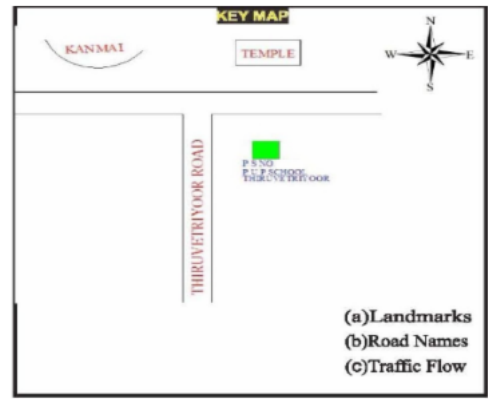 KEY MAP
KANMAI
TEMPLE
N
W
E
S
THIRUVETRIYOOR ROAD
P S NO
P U P SCHOOL
THIRUVETRIYOOR
(a)Landmarks
(b)Road Names
(c)Traffic Flow